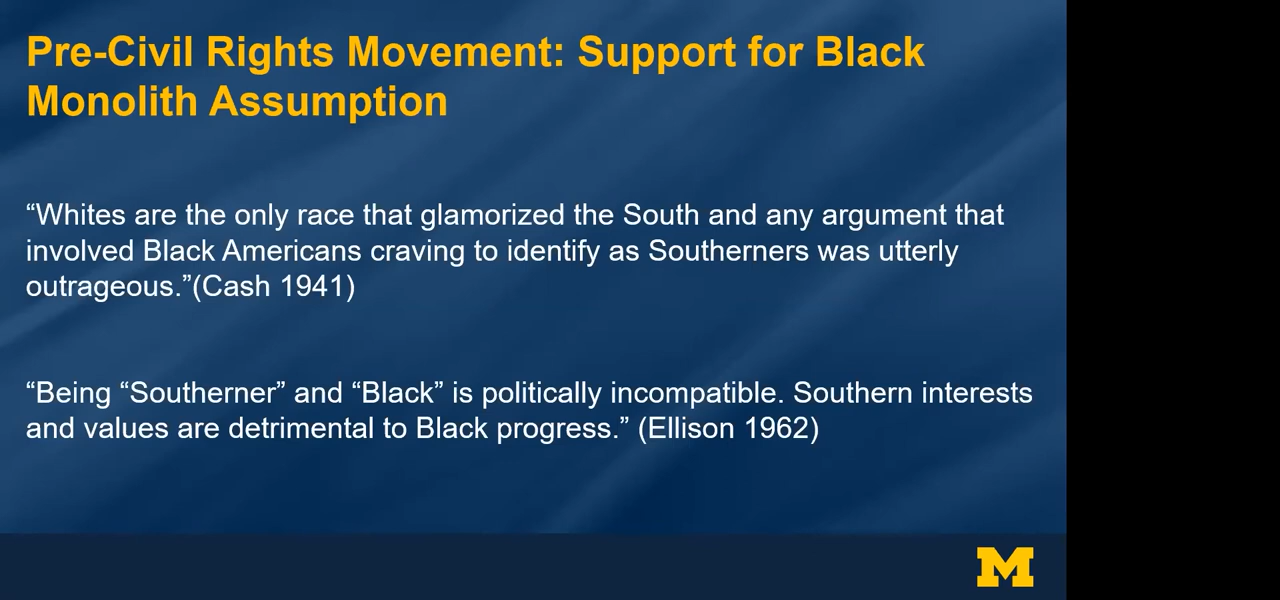 Pre-Civil Rights Movement: Support for Black
Monolith Assumption
“Whites are the only race that glamorized the South and any argument that
involved Black Americans craving to identify as Southerners was utterly
outrageous.”(Cash 1941)
“Being “Southerner” and “Black” is politically incompatible. Southern interests
and values are detrimental to Black progress.” (Ellison 1962)
M